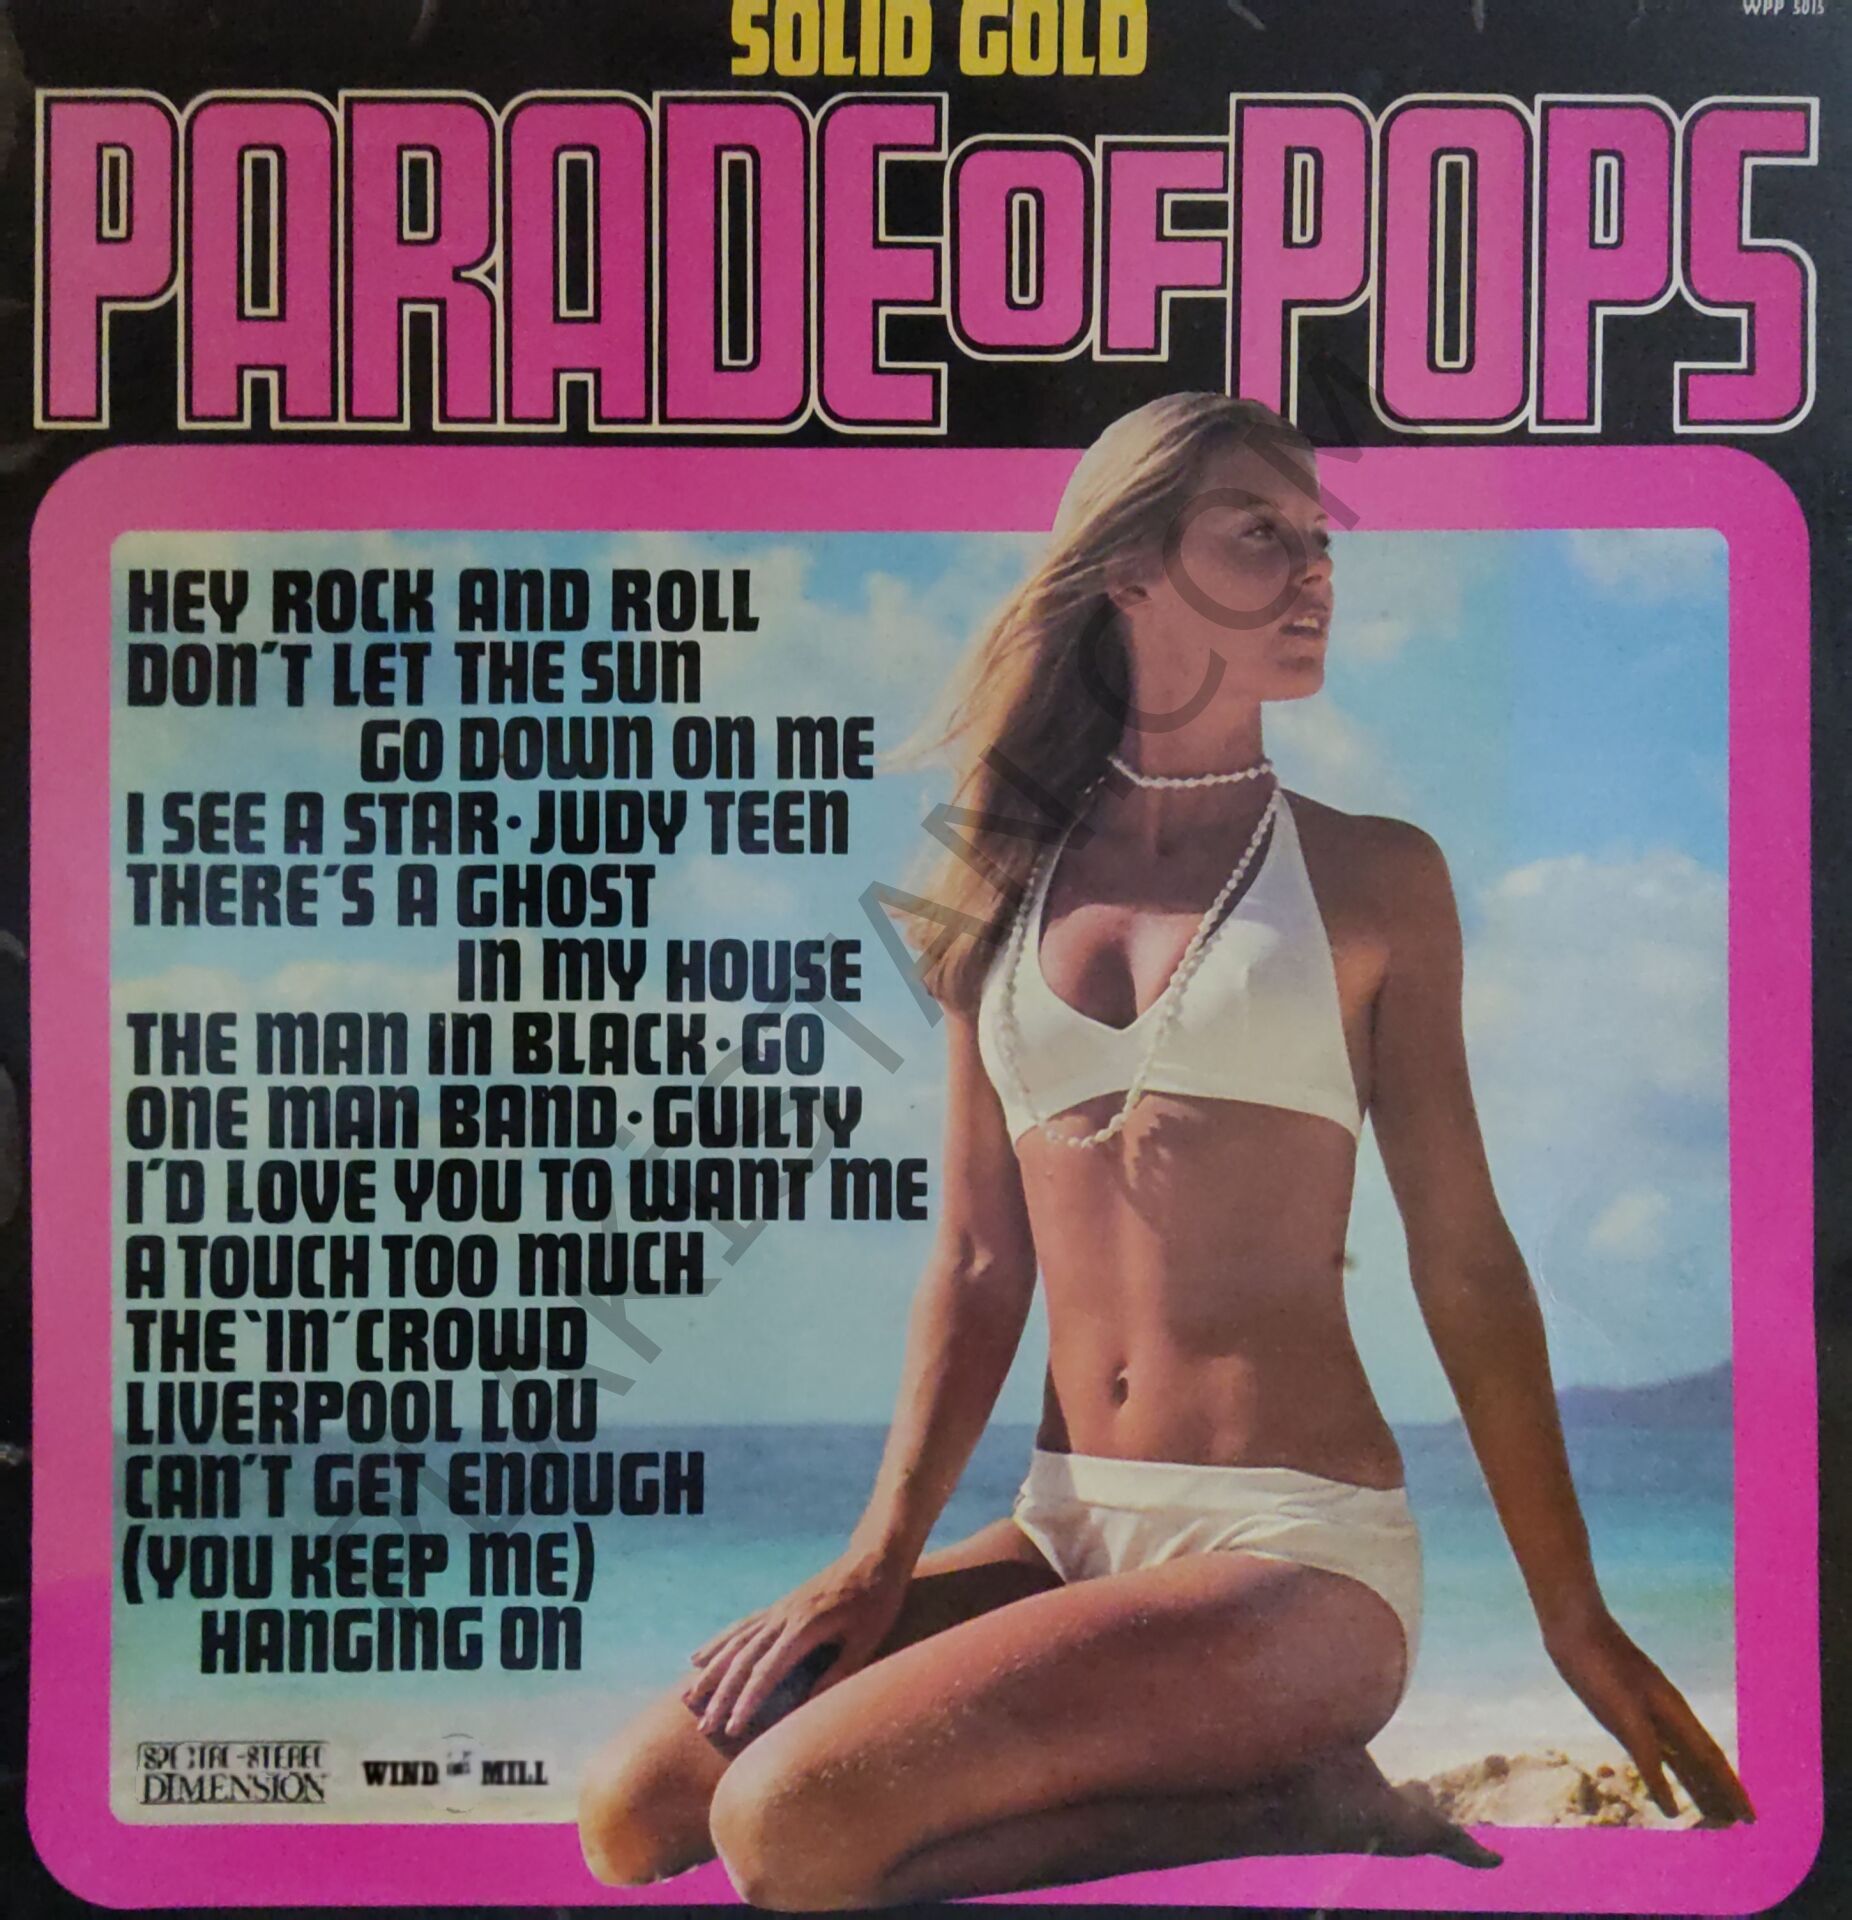 WPP 5015
SOLID GOLD
PARADE OF POPS
HEY ROCK AND ROLL
DON'T LET THE SUN
GO DOWN ON ME
I SEE A STAR · JUDY TEEN
THERE'S A GHOST
IN MY HOUSE
THE MAN IN BLACK · GO
ONE MAN BAND · GUILTY
I'D LOVE YOU TO WANT ME
A TOUCH TOO MUCH
THE 'IN' CROWD
LIVERPOOL LOU
CAN'T GET ENOUGH
(YOU KEEP ME)
HANGING ON
DIMENSION
WIND MILL
PLAKISTAN.COM